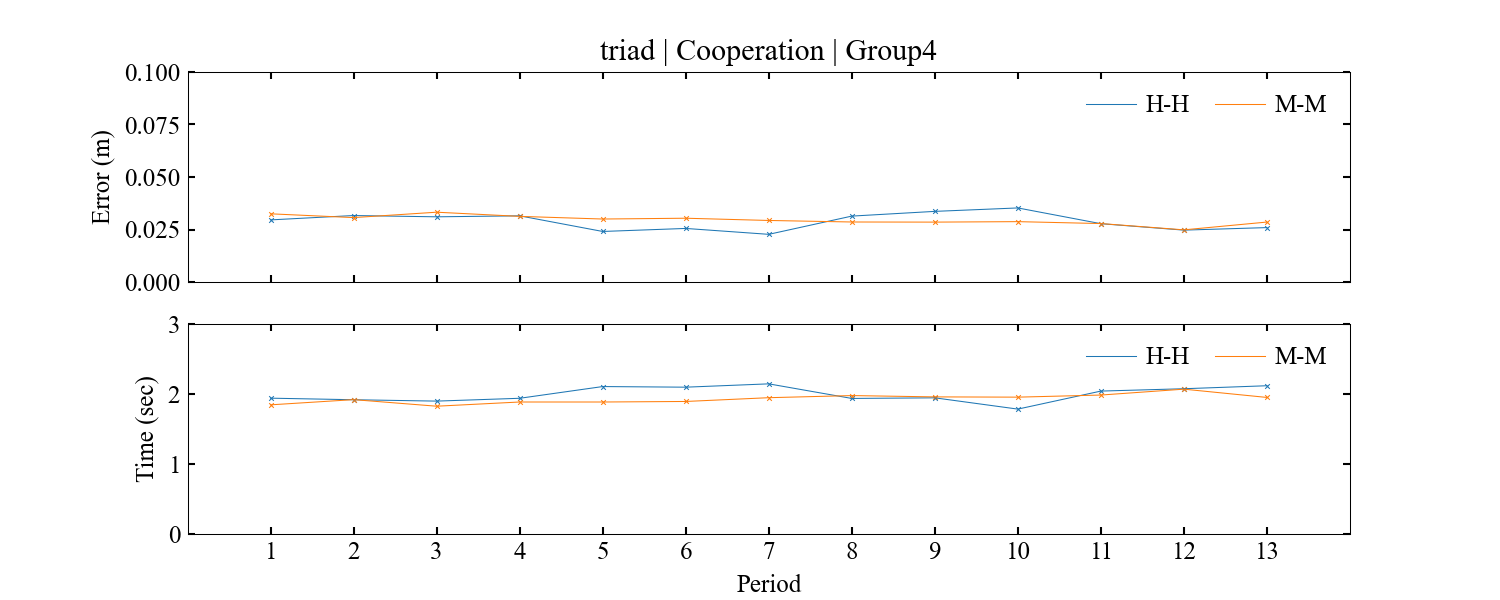 triad | Cooperation | Group4
0.100
H-H M-M
0.075
Error (m)
0.050
0.025
0.000
3
H-H M-M
2
Time (sec)
1
0
1 2 3 4 5 6 7 8 9 10 11 12 13
Period